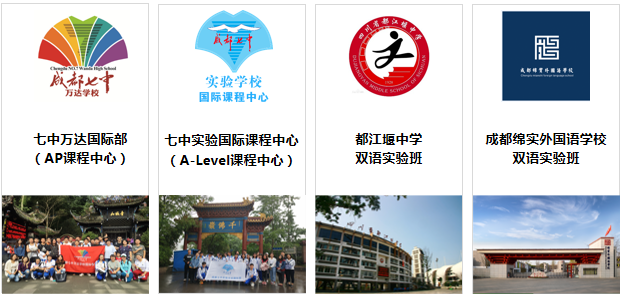 Chengdu NO.7 Wanda High School
成都七中
万达学校
七中万达国际部
（AP课程中心）
成都七中
实验学校
国际课程中心
七中实验国际课程中心
（A-Level课程中心）
四川省都江堰中学
DUJIANGYAN MIDDLE SCHOOL OF SICHUAN
都江堰中学
双语实验班
成都绵实外国语学校
成都绵实外国语学校
双语实验班